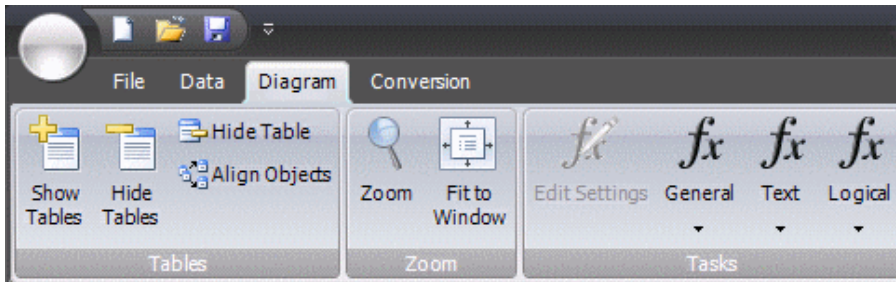 File Data Diagram Conversion
Hide Table
Align Objects
Show Tables
Hide Tables
Zoom
Fit to Window
Edit Settings
General
Text
Logical
Tables
Zoom
Tasks